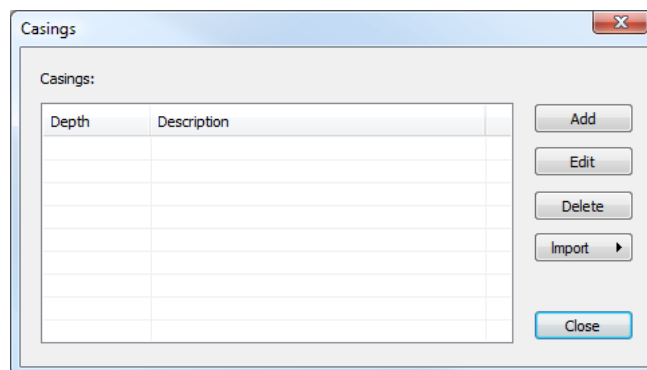 Casings
Casings:
Depth Description
Add
Edit
Delete
Import
Close